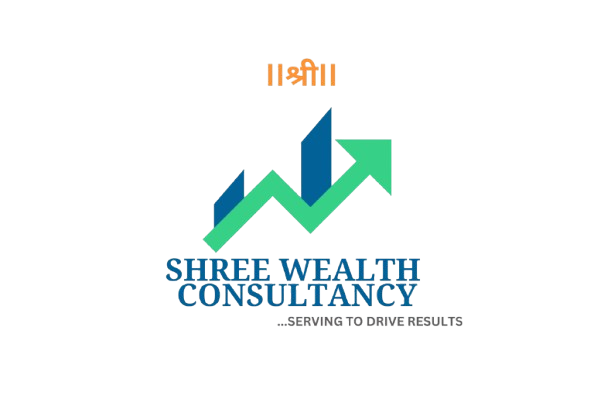 ||श्री||
SHREE WEALTH
CONSULTANCY
...SERVING TO DRIVE RESULTS